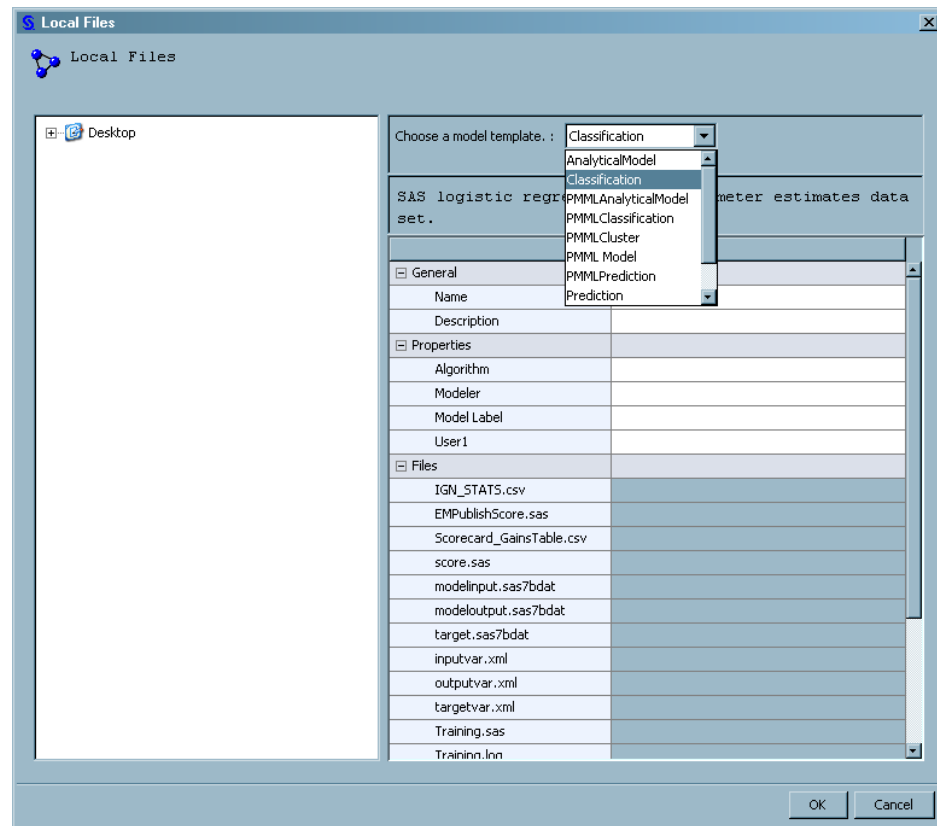 Local Files
Local Files
Desktop
Choose a model template. :
Classification
AnalyticalModel
Classification
PMMLAnalyticalModel
PMMLClassification
PMMLCluster
PMML Model
PMMLPrediction
Prediction
SAS logistic regre meter estimates data
set.
General
Name
Description
Properties
Algorithm
Modeler
Model Label
User1
Files
IGN_STATS.csv
EMPublishScore.sas
Scorecard_GainsTable.csv
score.sas
modelinput.sas7bdat
modeloutput.sas7bdat
target.sas7bdat
inputvar.xml
outputvar.xml
targetvar.xml
Training.sas
Training.log
OK Cancel